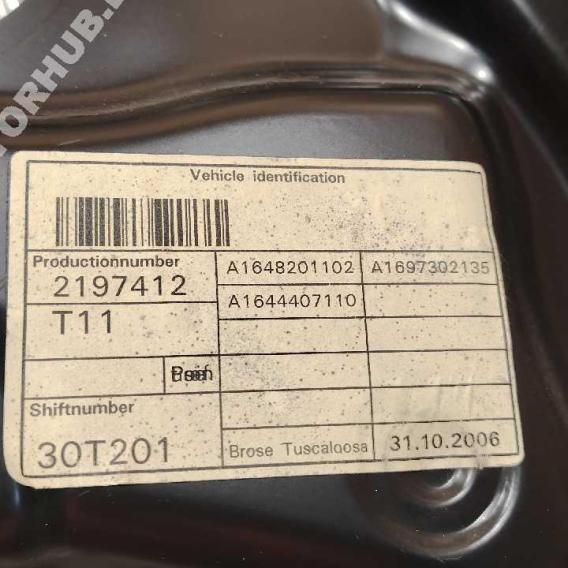 ORHUB.
Vehicle identification
Productionnumber
2197412
T11
A1648201102 A1697302135
A1644407110
Shiftnumber
30T201
Brose Tuscaloosa 31.10.2006